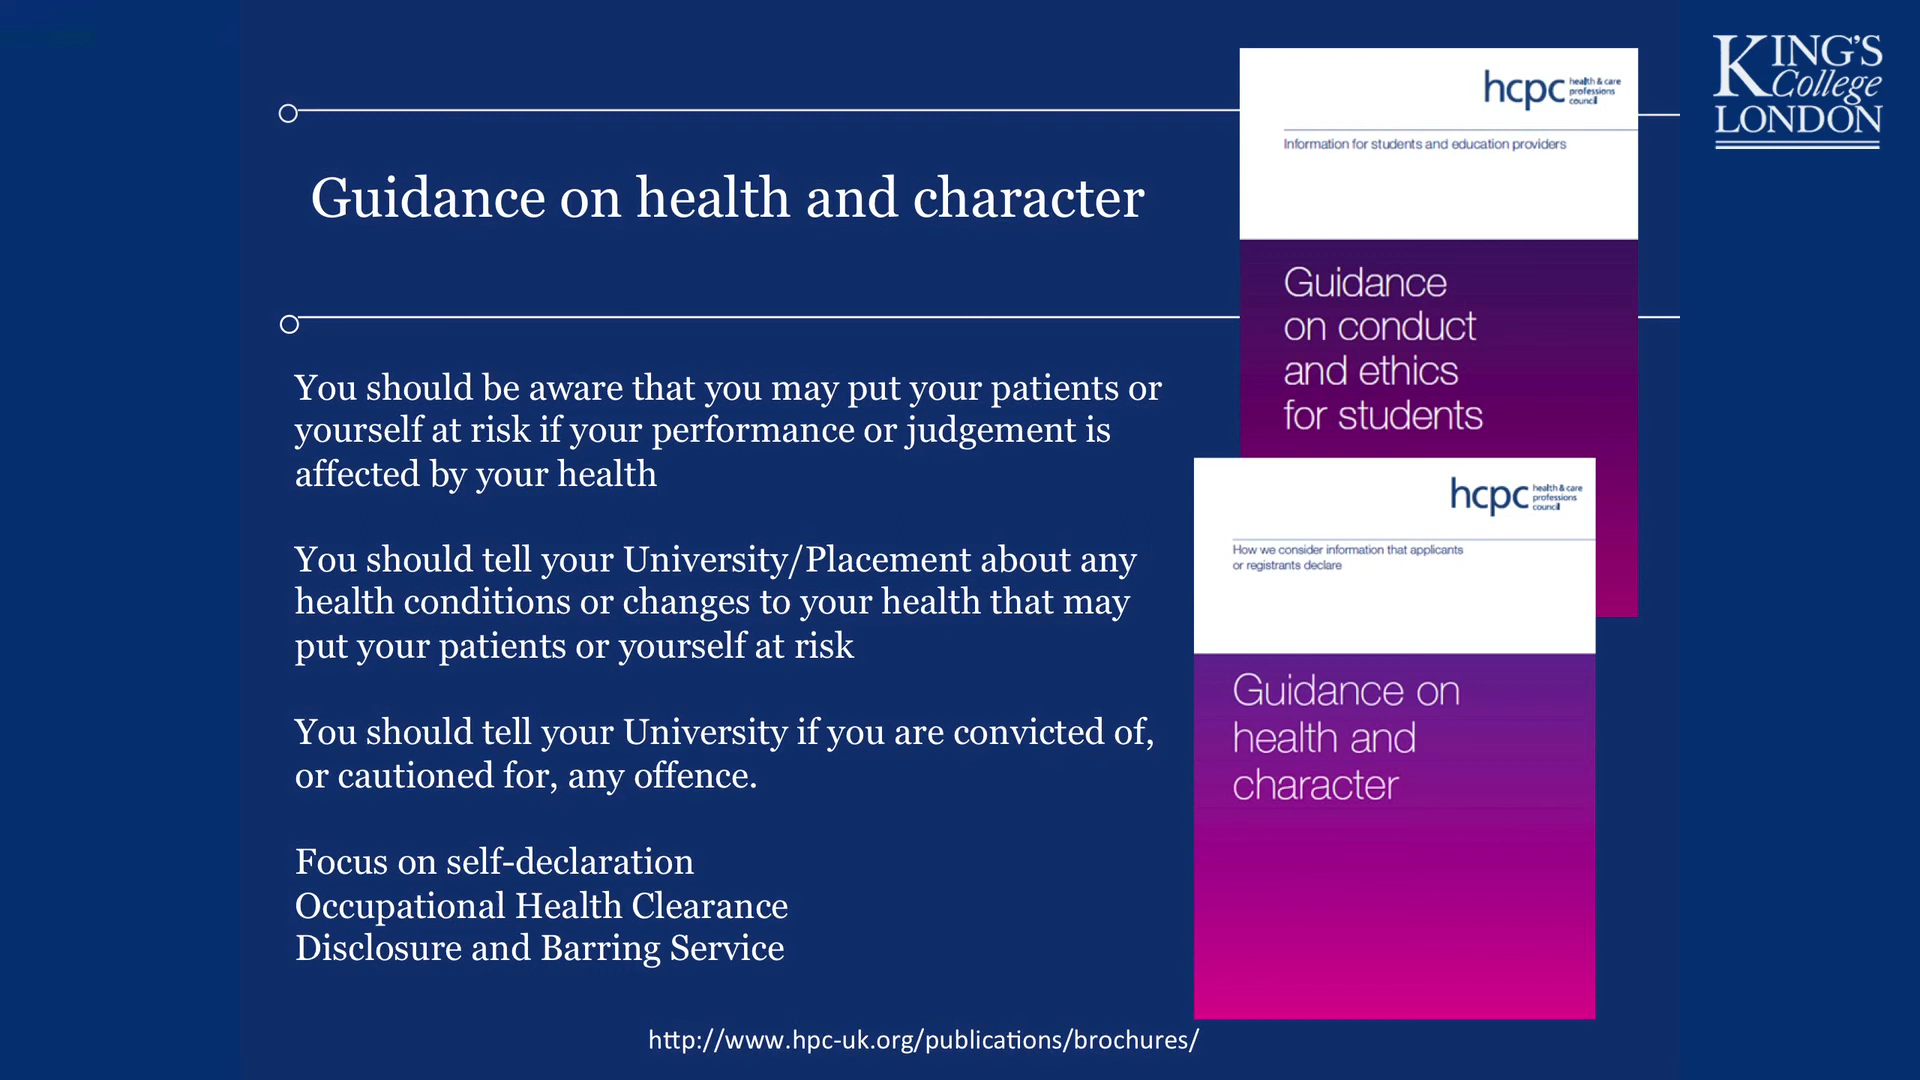 KING'S
College
LONDON
Guidance on health and character
You should be aware that you may put your patients or
yourself at risk if your performance or judgement is
affected by your health
You should tell your University/Placement about any
health conditions or changes to your health that may
put your patients or yourself at risk
You should tell your University if you are convicted of,
or cautioned for, any offence.
Focus on self-declaration
Occupational Health Clearance
Disclosure and Barring Service
hcpc health & care
professions
council
Information for students and education providers
Guidance
on conduct
and ethics
for students
hcpc health & care
professions
council
How we consider information that applicants
or registrants declare
Guidance on
health and
character
http://www.hpc-uk.org/publications/brochures/